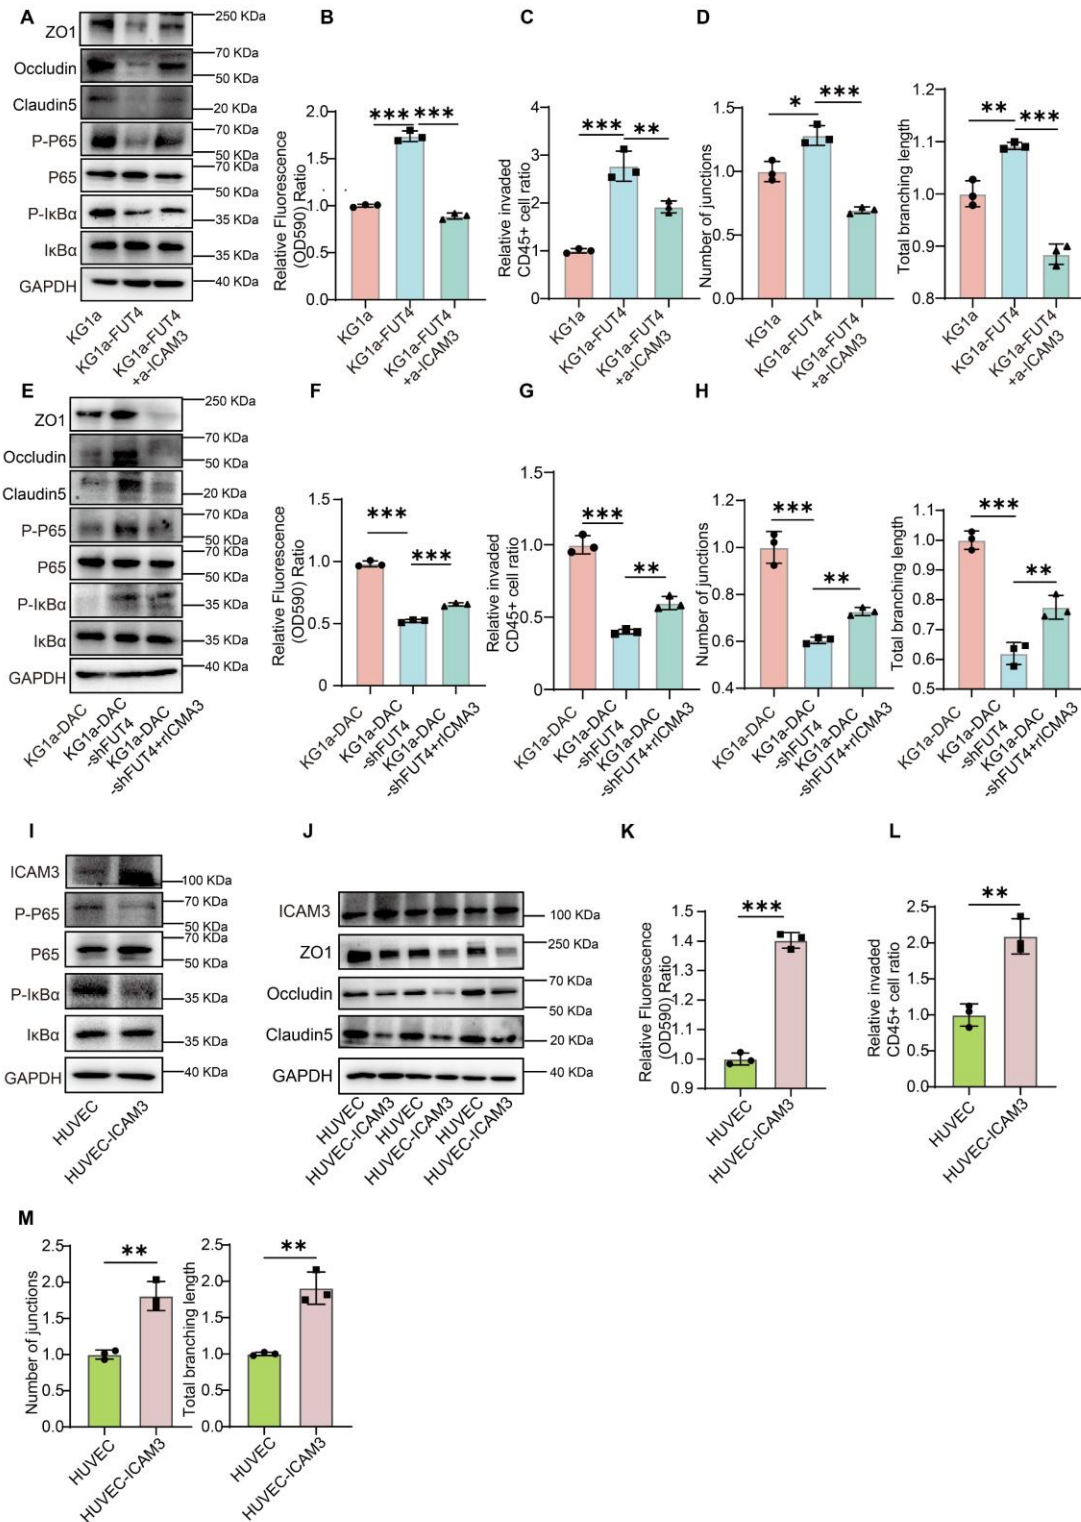 A
ZO1
250 KDa
Occludin
70 KDa
50 KDa
Claudin5
20 KDa
P-P65
70 KDa
50 KDa
P65
70 KDa
50 KDa
P-IκBα
35 KDa
IκBα
35 KDa
GAPDH
40 KDa
KG1a
KG1a-FUT4
KG1a-FUT4
+a-ICAM3
B
Relative Fluorescence
(OD590) Ratio
2.0
1.5
1.0
0.5
0.0
*** ***
KG1a
KG1a-FUT4
KG1a-FUT4
+a-ICAM3
C
Relative invaded
CD45+ cell ratio
4
3
2
1
0
*** **
KG1a
KG1a-FUT4
KG1a-FUT4
+a-ICAM3
D
Number of junctions
1.5
1.0
0.5
0.0
* ***
KG1a
KG1a-FUT4
KG1a-FUT4
+a-ICAM3
Total branching length
1.2
1.1
1.0
0.9
0.8
** ***
KG1a
KG1a-FUT4
KG1a-FUT4
+a-ICAM3
E
ZO1
250 KDa
Occludin
70 KDa
50 KDa
Claudin5
20 KDa
P-P65
70 KDa
50 KDa
P65
70 KDa
50 KDa
P-IκBα
35 KDa
IκBα
35 KDa
GAPDH
40 KDa
KG1a-DAC
KG1a-DAC
-shFUT4
KG1a-DAC
-shFUT4+rICMA3
F
Relative Fluorescence
(OD590) Ratio
1.5
1.0
0.5
0
*** ***
KG1a-DAC
KG1a-DAC
-shFUT4
KG1a-DAC
-shFUT4+rICMA3
G
Relative invaded
CD45+ cell ratio
1.5
1.0
0.5
0
*** **
KG1a-DAC
KG1a-DAC
-shFUT4
KG1a-DAC
-shFUT4+rICMA3
H
Number of junctions
1.2
1.0
0.8
0.6
0.4
*** **
KG1a-DAC
KG1a-DAC
-shFUT4
KG1a-DAC
-shFUT4+rICMA3
Total branching length
1.1
1.0
0.9
0.8
0.7
0.6
0.5
*** **
KG1a-DAC
KG1a-DAC
-shFUT4
KG1a-DAC
-shFUT4+rICMA3
I
ICAM3
100 KDa
P-P65
70 KDa
50 KDa
P65
70 KDa
50 KDa
P-IκBα
35 KDa
IκBα
35 KDa
GAPDH
40 KDa
HUVEC
HUVEC-ICAM3
J
ICAM3
100 KDa
ZO1
250 KDa
Occludin
70 KDa
50 KDa
Claudin5
20 KDa
GAPDH
40 KDa
HUVEC
HUVEC-ICAM3
HUVEC
HUVEC-ICAM3
HUVEC
HUVEC-ICAM3
K
Relative Fluorescence
(OD590) Ratio
1.5
1.4
1.3
1.2
1.1
1.0
0.9
***
HUVEC
HUVEC-ICAM3
L
Relative invaded
CD45+ cell ratio
2.5
2.0
1.5
1.0
0.5
0.0
**
HUVEC
HUVEC-ICAM3
M
Number of junctions
2.5
2.0
1.5
1.0
0.5
0.0
**
HUVEC
HUVEC-ICAM3
Total branching length
2.5
2.0
1.5
1.0
0.5
0.0
**
HUVEC
HUVEC-ICAM3